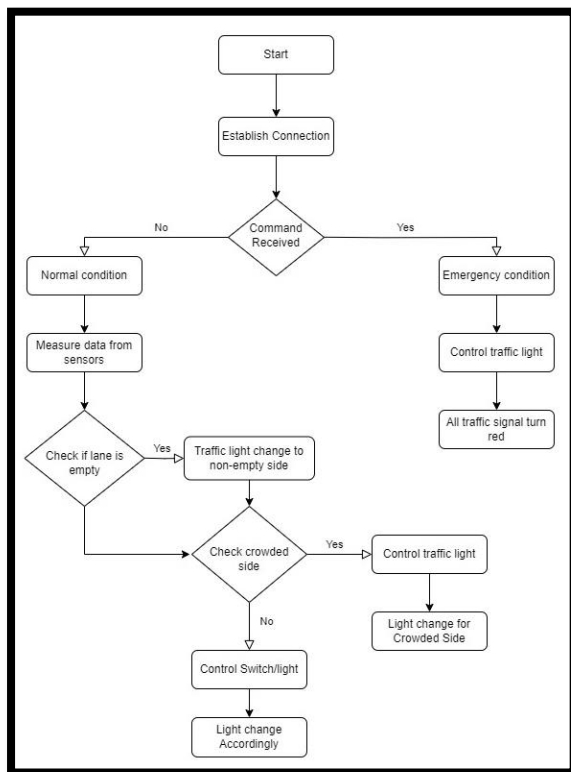 Start
Establish Connection
Command
Received
No
Yes
Normal condition
Emergency condition
Measure data from
sensors
Control traffic light
All traffic signal turn
red
Check if lane is
empty
Yes
Traffic light change to
non-empty side
Check crowded
side
Yes
Control traffic light
Light change for
Crowded Side
No
Control Switch/light
Light change
Accordingly